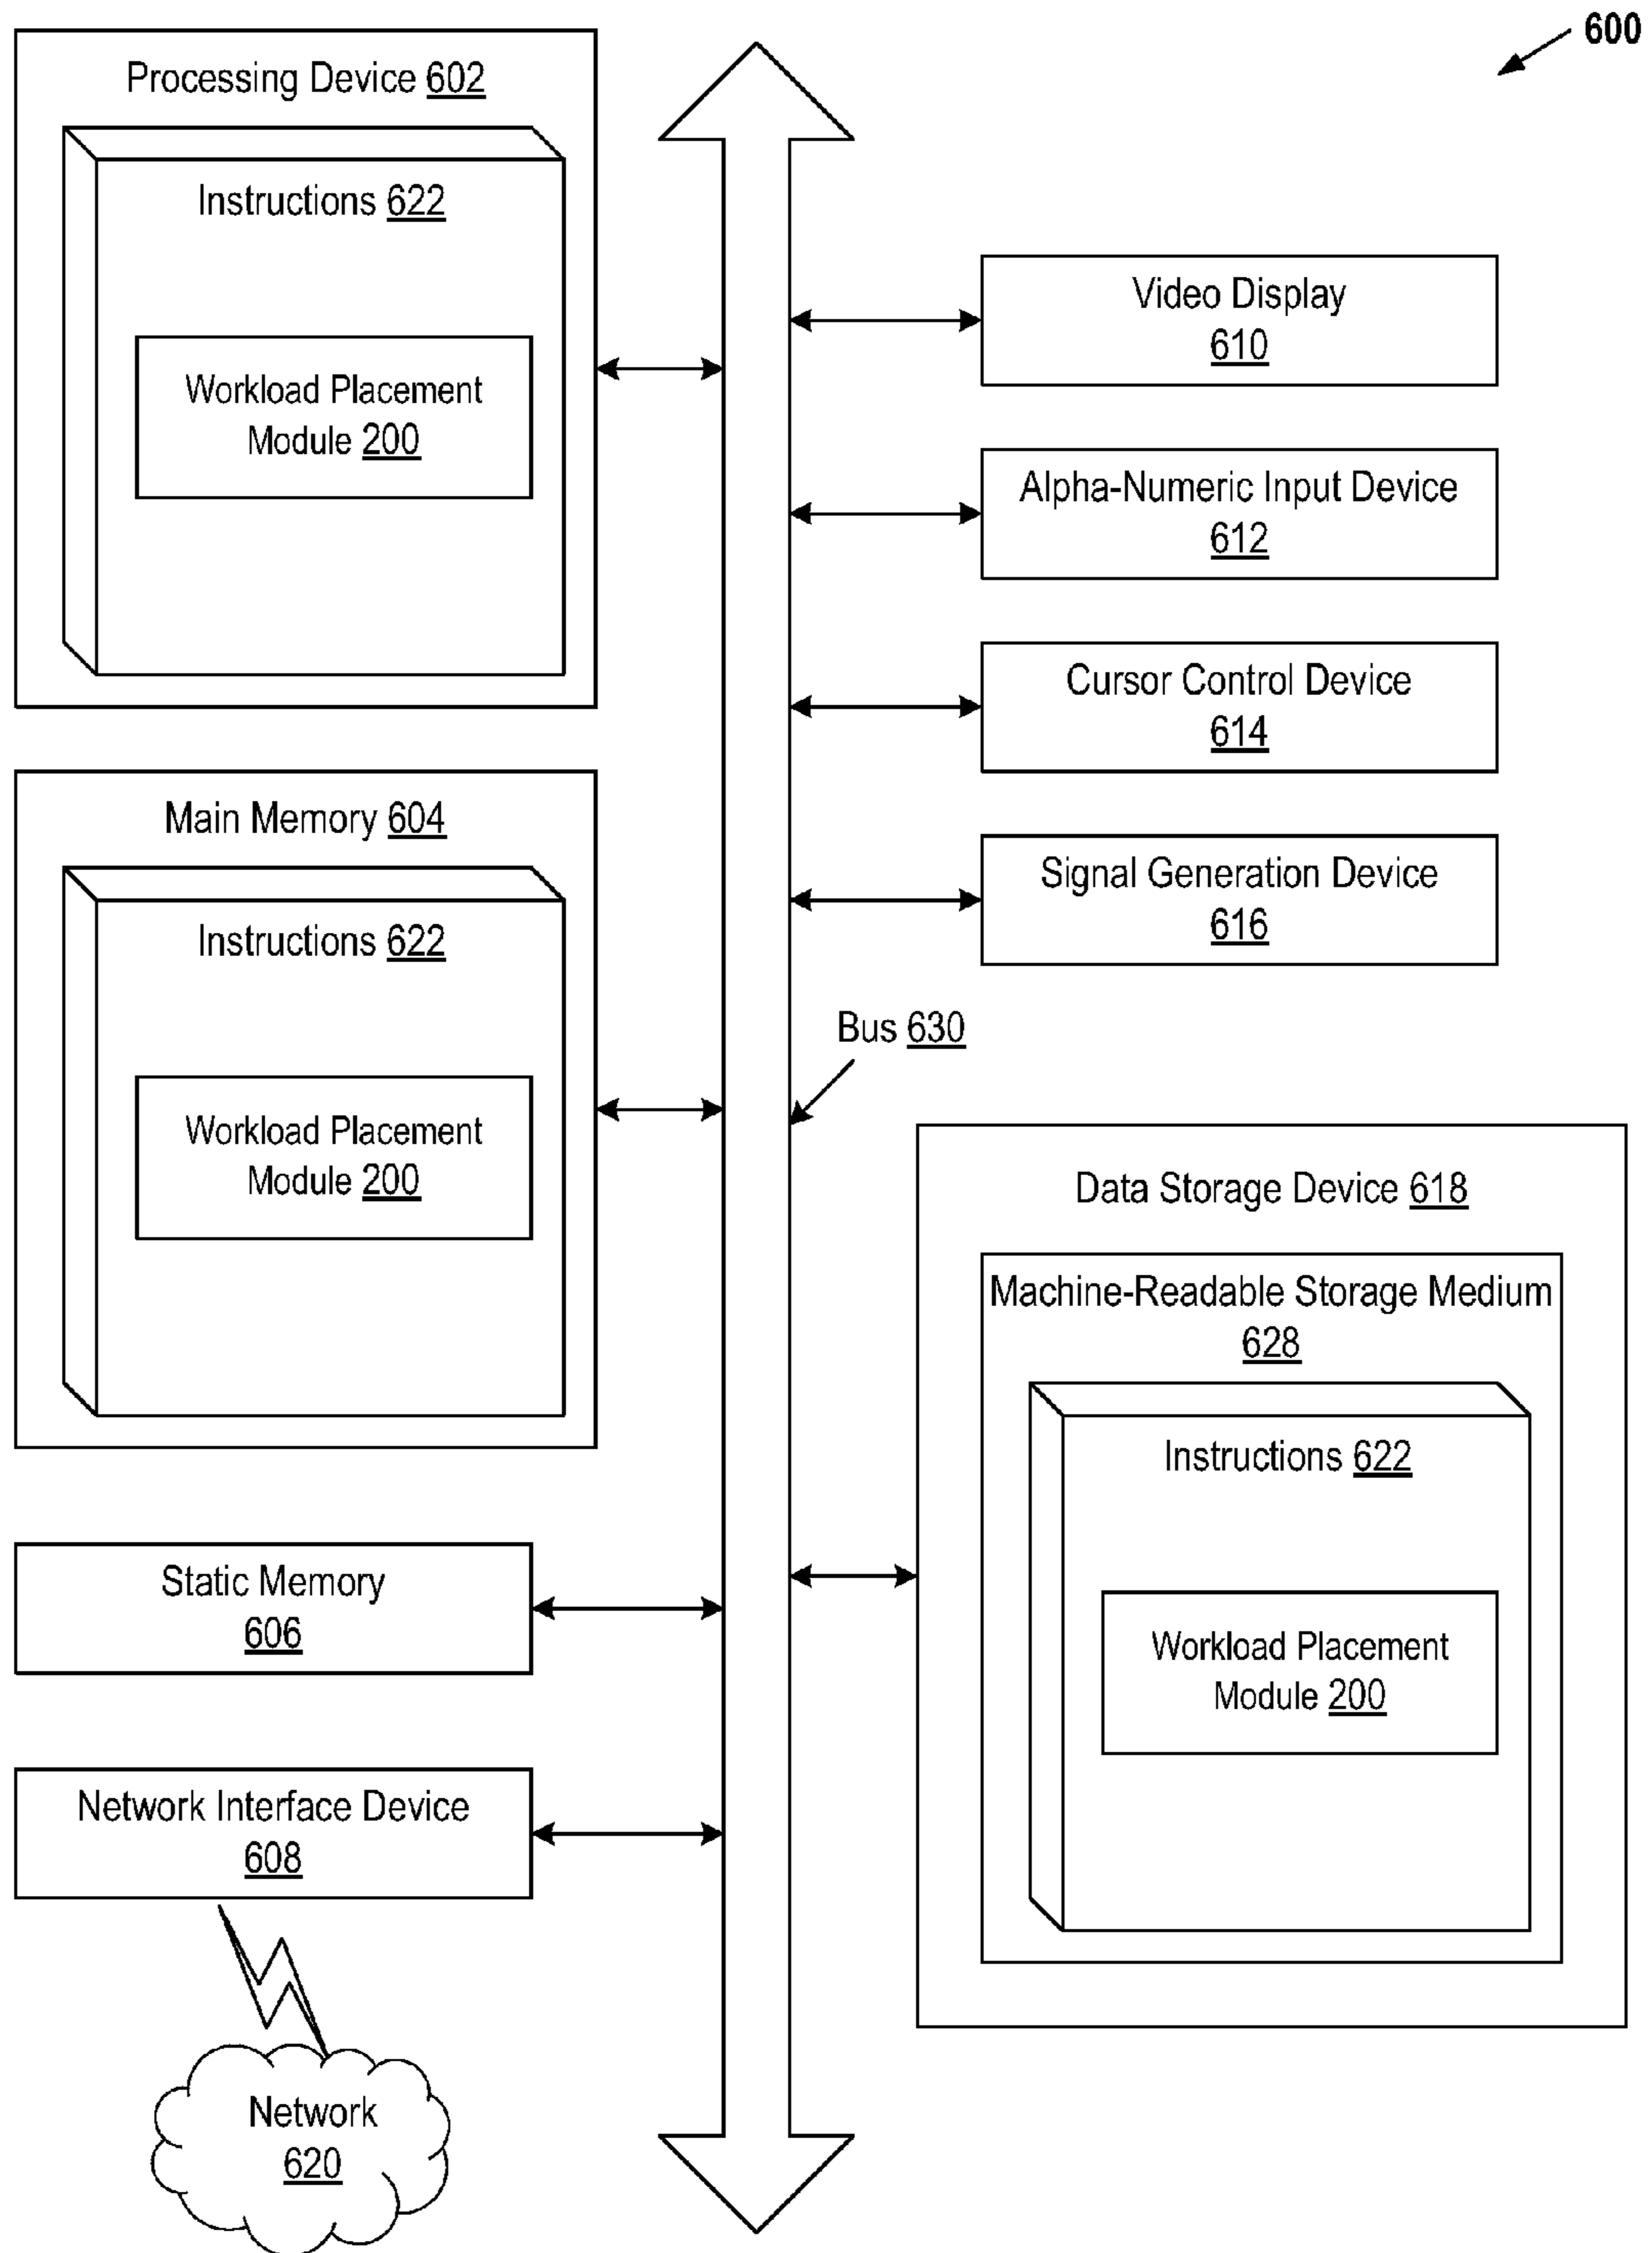 600
Processing Device 602
Instructions 622
Workload Placement
Module 200
Main Memory 604
Instructions 622
Workload Placement
Module 200
Static Memory
606
Network Interface Device
608
Network
620
Video Display
610
Alpha-Numeric Input Device
612
Cursor Control Device
614
Signal Generation Device
616
Bus 630
Data Storage Device 618
Machine-Readable Storage Medium
628
Instructions 622
Workload Placement
Module 200